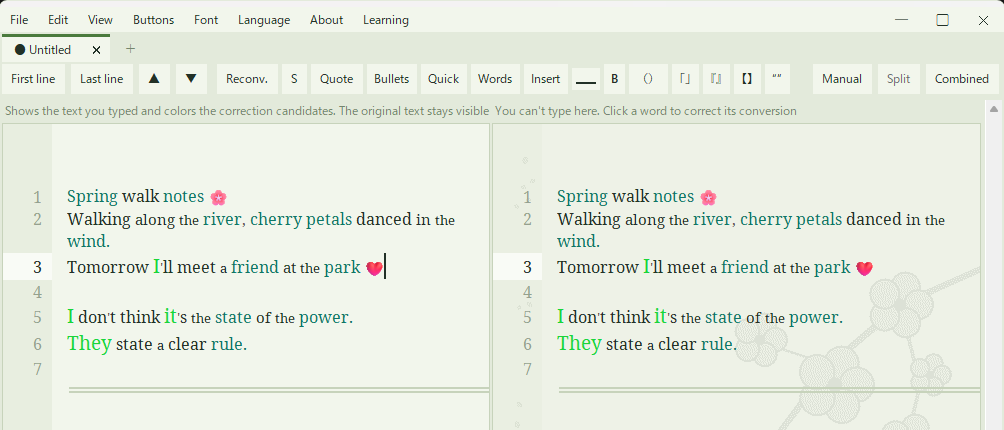 File Edit View Buttons Font Language About Learning
Untitled
First line Last line ▲ ▼ Reconv. S Quote Bullets Quick Words Insert — B （） 「」 『』 【】 “” Manual Split Combined
Shows the text you typed and colors the correction candidates. The original text stays visible You can't type here. Click a word to correct its conversion
1 Spring walk notes 🌸
2 Walking along the river, cherry petals danced in the
wind.
3 Tomorrow I'll meet a friend at the park 💓
4
5 I don't think it's the state of the power.
6 They state a clear rule.
7
1 Spring walk notes 🌸
2 Walking along the river, cherry petals danced in the
wind.
3 Tomorrow I'll meet a friend at the park 💓
4
5 I don't think it's the state of the power.
6 They state a clear rule.
7